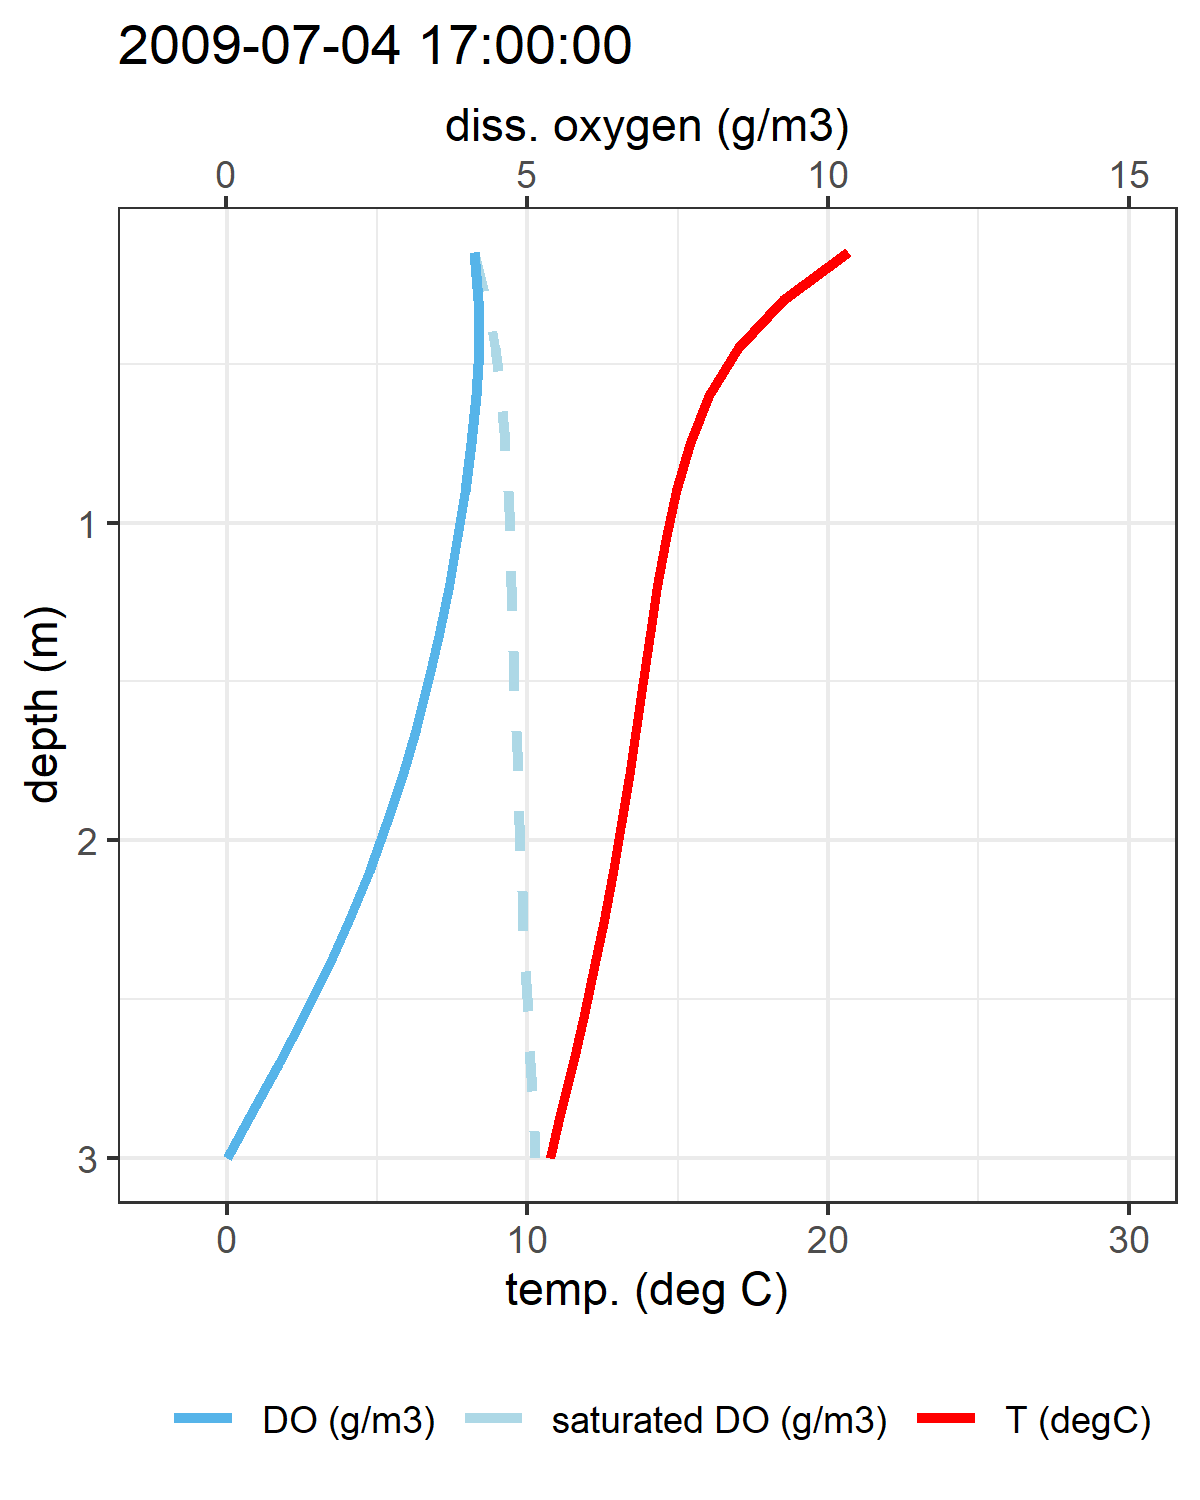 2009-07-04 17:00:00
diss. oxygen (g/m3)
0 5 10 15
depth (m)
1
2
3
0 10 20 30
temp. (deg C)
DO (g/m3) saturated DO (g/m3) T (degC)